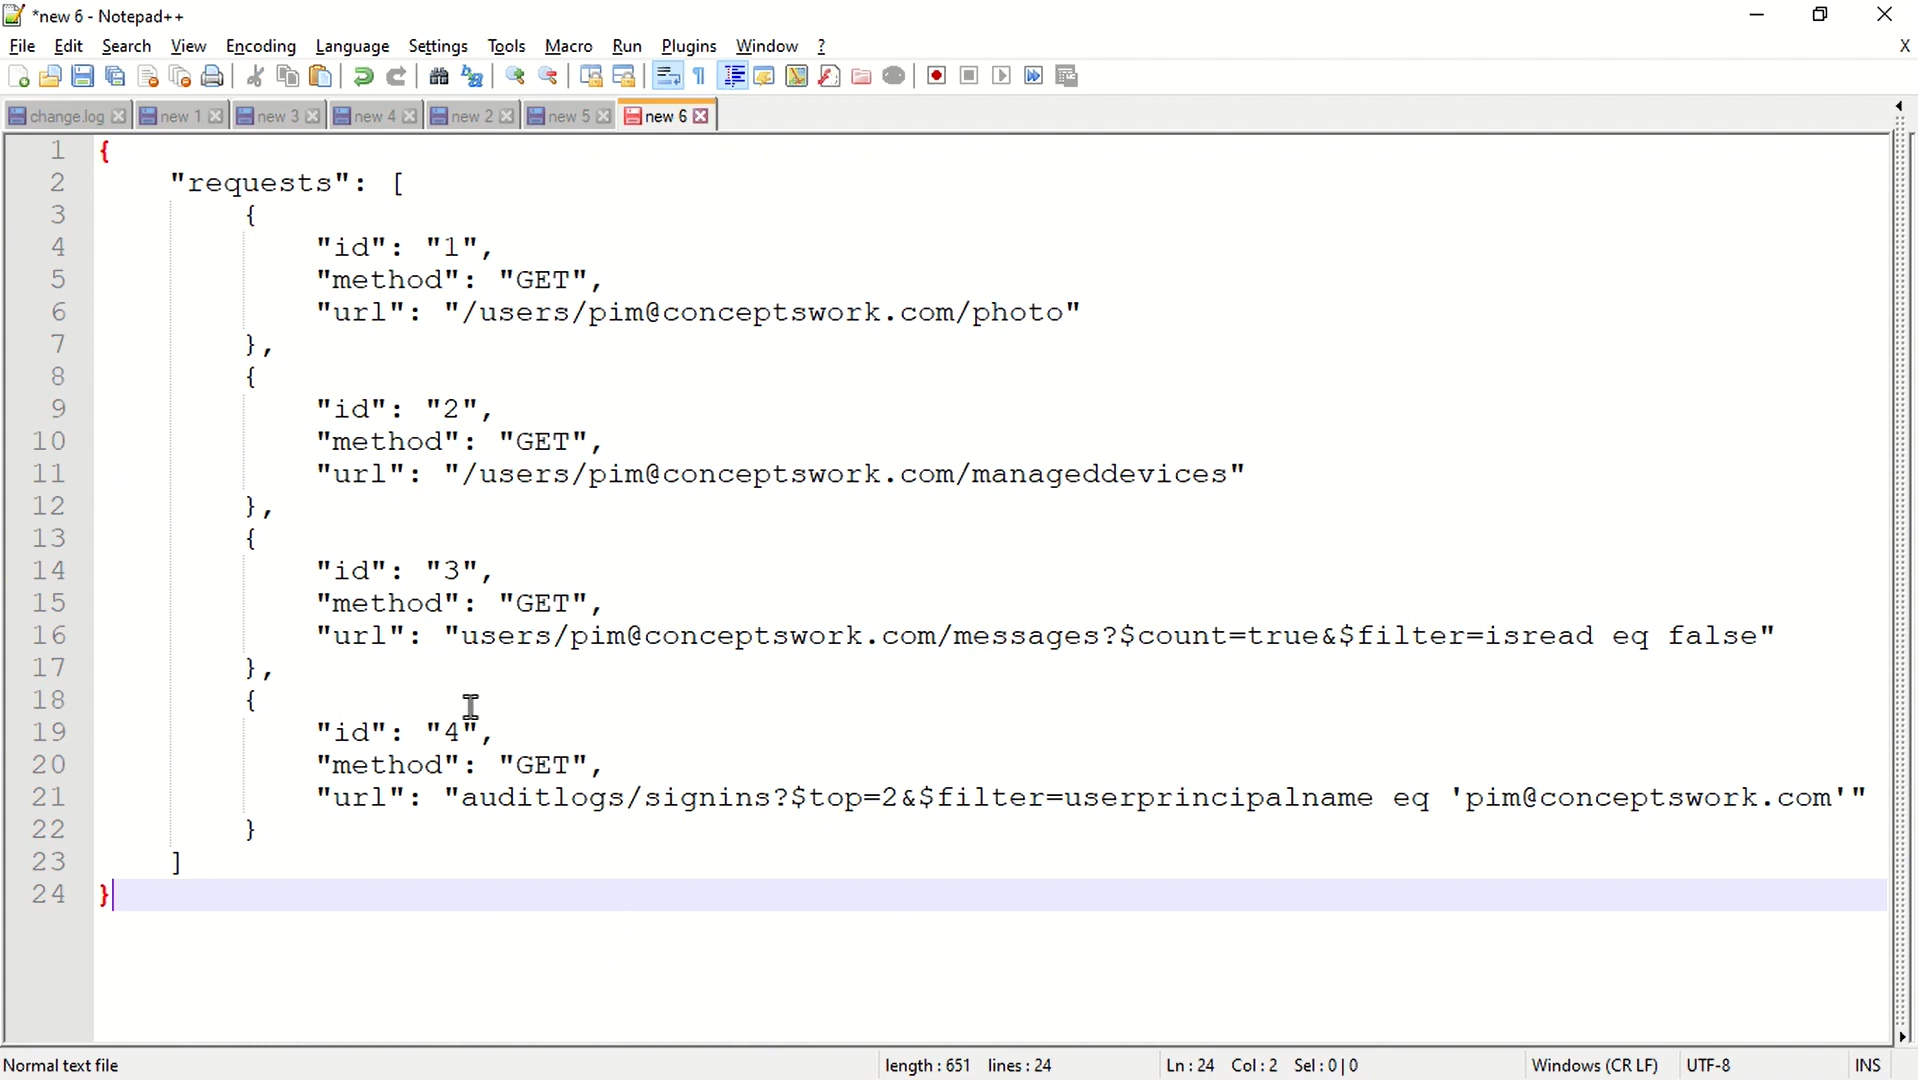 *new 6 - Notepad++
File Edit Search View Encoding Language Settings Tools Macro Run Plugins Window ? X
change.log new 1 new 3 new 4 new 2 new 5 new 6
1 {
2 "requests": [
3 {
4 "id": "1",
5 "method": "GET",
6 "url": "/users/pim@conceptswork.com/photo"
7 },
8 {
9 "id": "2",
10 "method": "GET",
11 "url": "/users/pim@conceptswork.com/manageddevices"
12 },
13 {
14 "id": "3",
15 "method": "GET",
16 "url": "users/pim@conceptswork.com/messages?$count=true&$filter=isread eq false"
17 },
18 {
19 "id": "4",
20 "method": "GET",
21 "url": "auditlogs/signins?$top=2&$filter=userprincipalname eq 'pim@conceptswork.com'"
22 }
23 ]
24 }
Normal text file length : 651 lines : 24 Ln : 24 Col : 2 Sel : 0 | 0 Windows (CR LF) UTF-8 INS